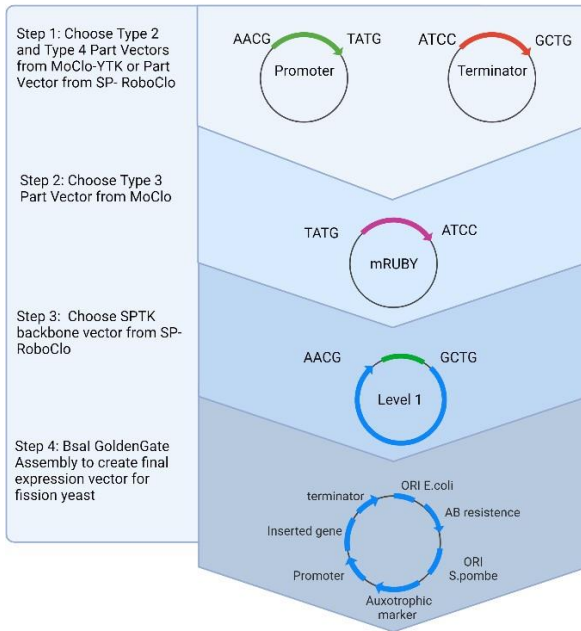 Step 1: Choose Type 2
and Type 4 Part Vectors
from MoClo-YTK or Part
Vector from SP- RoboClo
AACG
TATG
Promoter
ATCC
GCTG
Terminator
Step 2: Choose Type 3
Part Vector from MoClo
TATG
ATCC
mRUBY
Step 3: Choose SPTK
backbone vector from SP-
RoboClo
AACG
GCTG
Level 1
Step 4: BsaI GoldenGate
Assembly to create final
expression vector for
fission yeast
terminator
ORI E.coli
AB resistence
Inserted gene
ORI
S.pombe
Promoter
Auxotrophic
marker